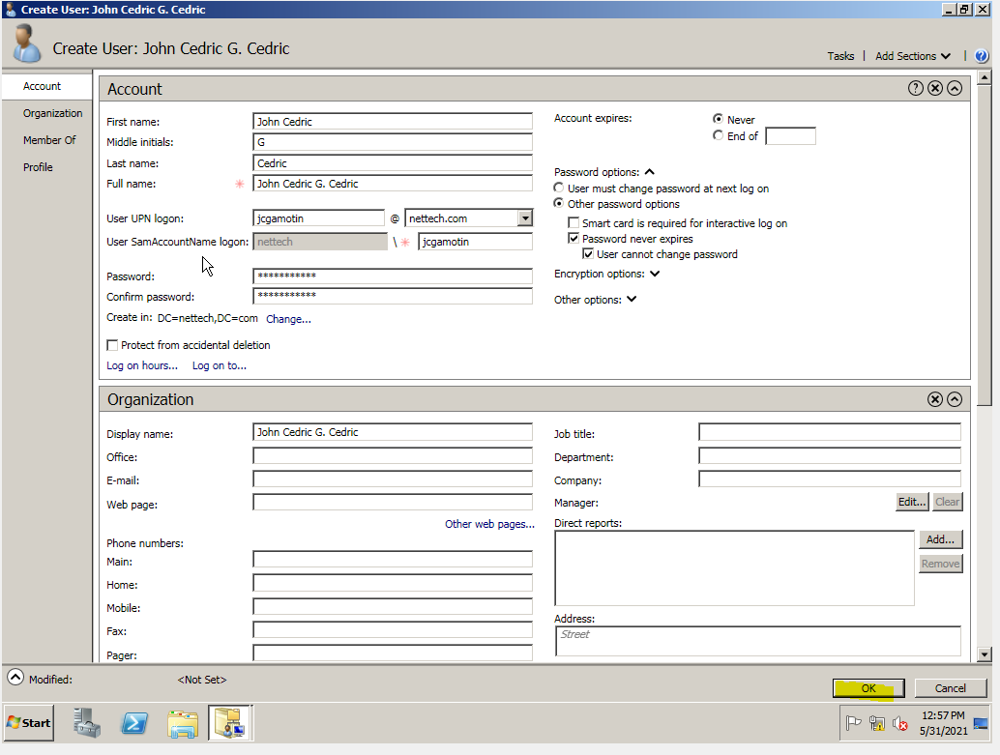 Create User: John Cedric G. Cedric
Create User: John Cedric G. Cedric
Tasks | Add Sections |
Account
Organization
Member Of
Profile
Account
First name: John Cedric
Middle initials: G
Last name: Cedric
Full name: * John Cedric G. Cedric
User UPN logon: jcgamotin @ nettech.com
User SamAccountName logon: nettech \ * jcgamotin
Password: ***********
Confirm password: ***********
Create in: DC=nettech,DC=com Change...
Protect from accidental deletion
Log on hours... Log on to...
Account expires: Never
End of
Password options:
User must change password at next log on
Other password options
Smart card is required for interactive log on
Password never expires
User cannot change password
Encryption options:
Other options:
Organization
Display name: John Cedric G. Cedric
Office:
E-mail:
Web page:
Other web pages...
Phone numbers:
Main:
Home:
Mobile:
Fax:
Pager:
Job title:
Department:
Company:
Manager: Edit... Clear
Direct reports:
Add...
Remove
Address:
Street
Modified: <Not Set>
OK Cancel
Start
12:57 PM
5/31/2021